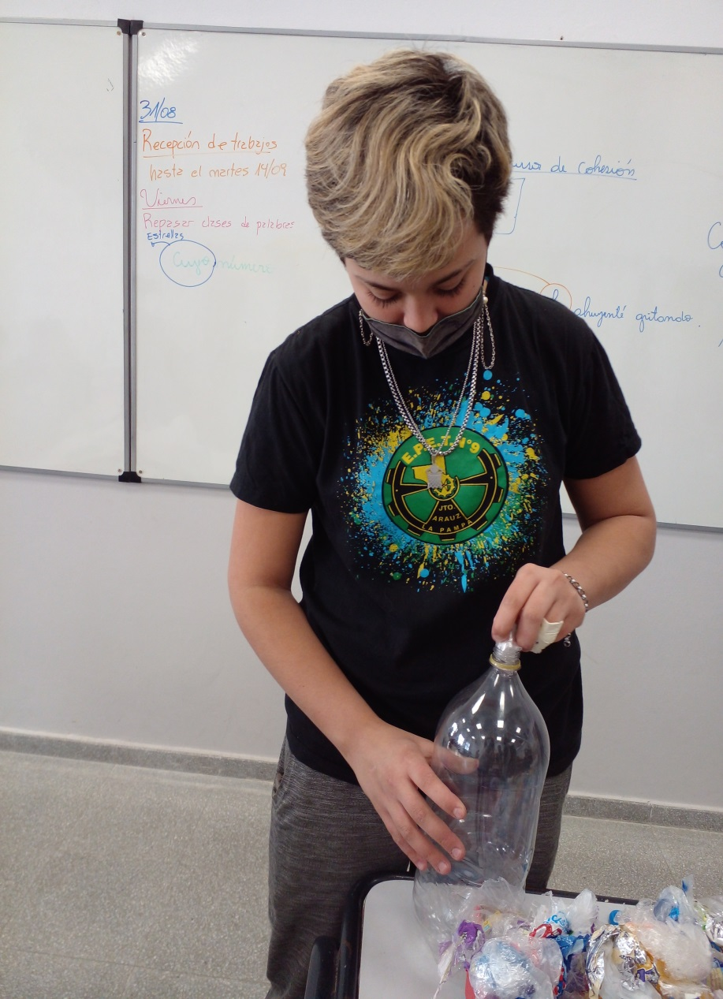 31/08
Recepción de trabajos
hasta el martes 14/09
Viernes
Repasar clases de palabras
Estrellas
Cuyo, número
de cohesión
ahuyenté gritando.
E.P.E.T. N°9
JTO.
ARAUZ
LA PAMPA